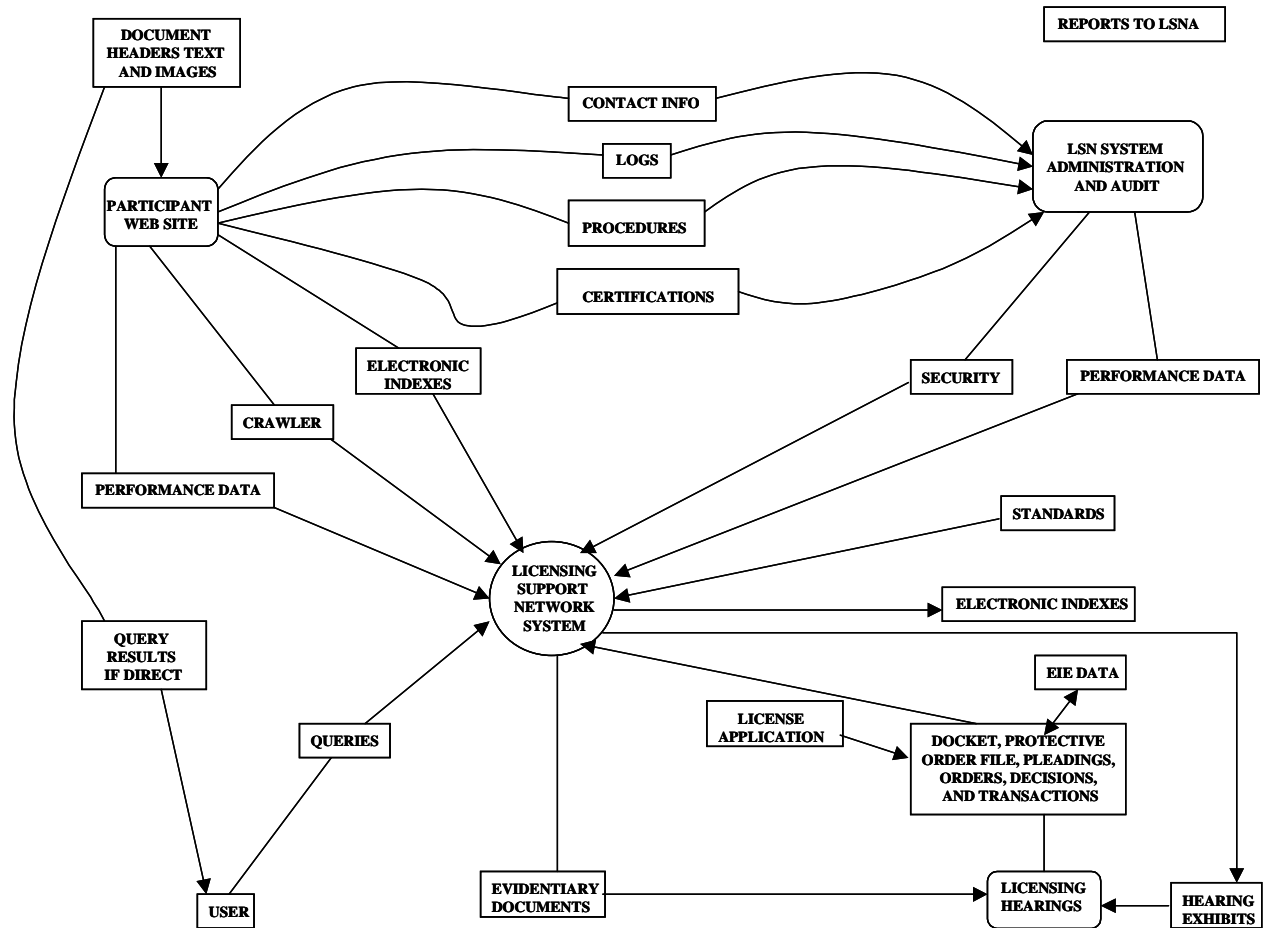 DOCUMENT
HEADERS TEXT
AND IMAGES
REPORTS TO LSNA
CONTACT INFO
LOGS
LSN SYSTEM
ADMINISTRATION
AND AUDIT
PARTICIPANT
WEB SITE
PROCEDURES
CERTIFICATIONS
ELECTRONIC
INDEXES
SECURITY
PERFORMANCE DATA
CRAWLER
PERFORMANCE DATA
STANDARDS
LICENSING
SUPPORT
NETWORK
SYSTEM
ELECTRONIC INDEXES
QUERY
RESULTS
IF DIRECT
EIE DATA
LICENSE
APPLICATION
QUERIES
DOCKET, PROTECTIVE
ORDER FILE, PLEADINGS,
ORDERS, DECISIONS,
AND TRANSACTIONS
EVIDENTIARY
DOCUMENTS
LICENSING
HEARINGS
HEARING
EXHIBITS
USER